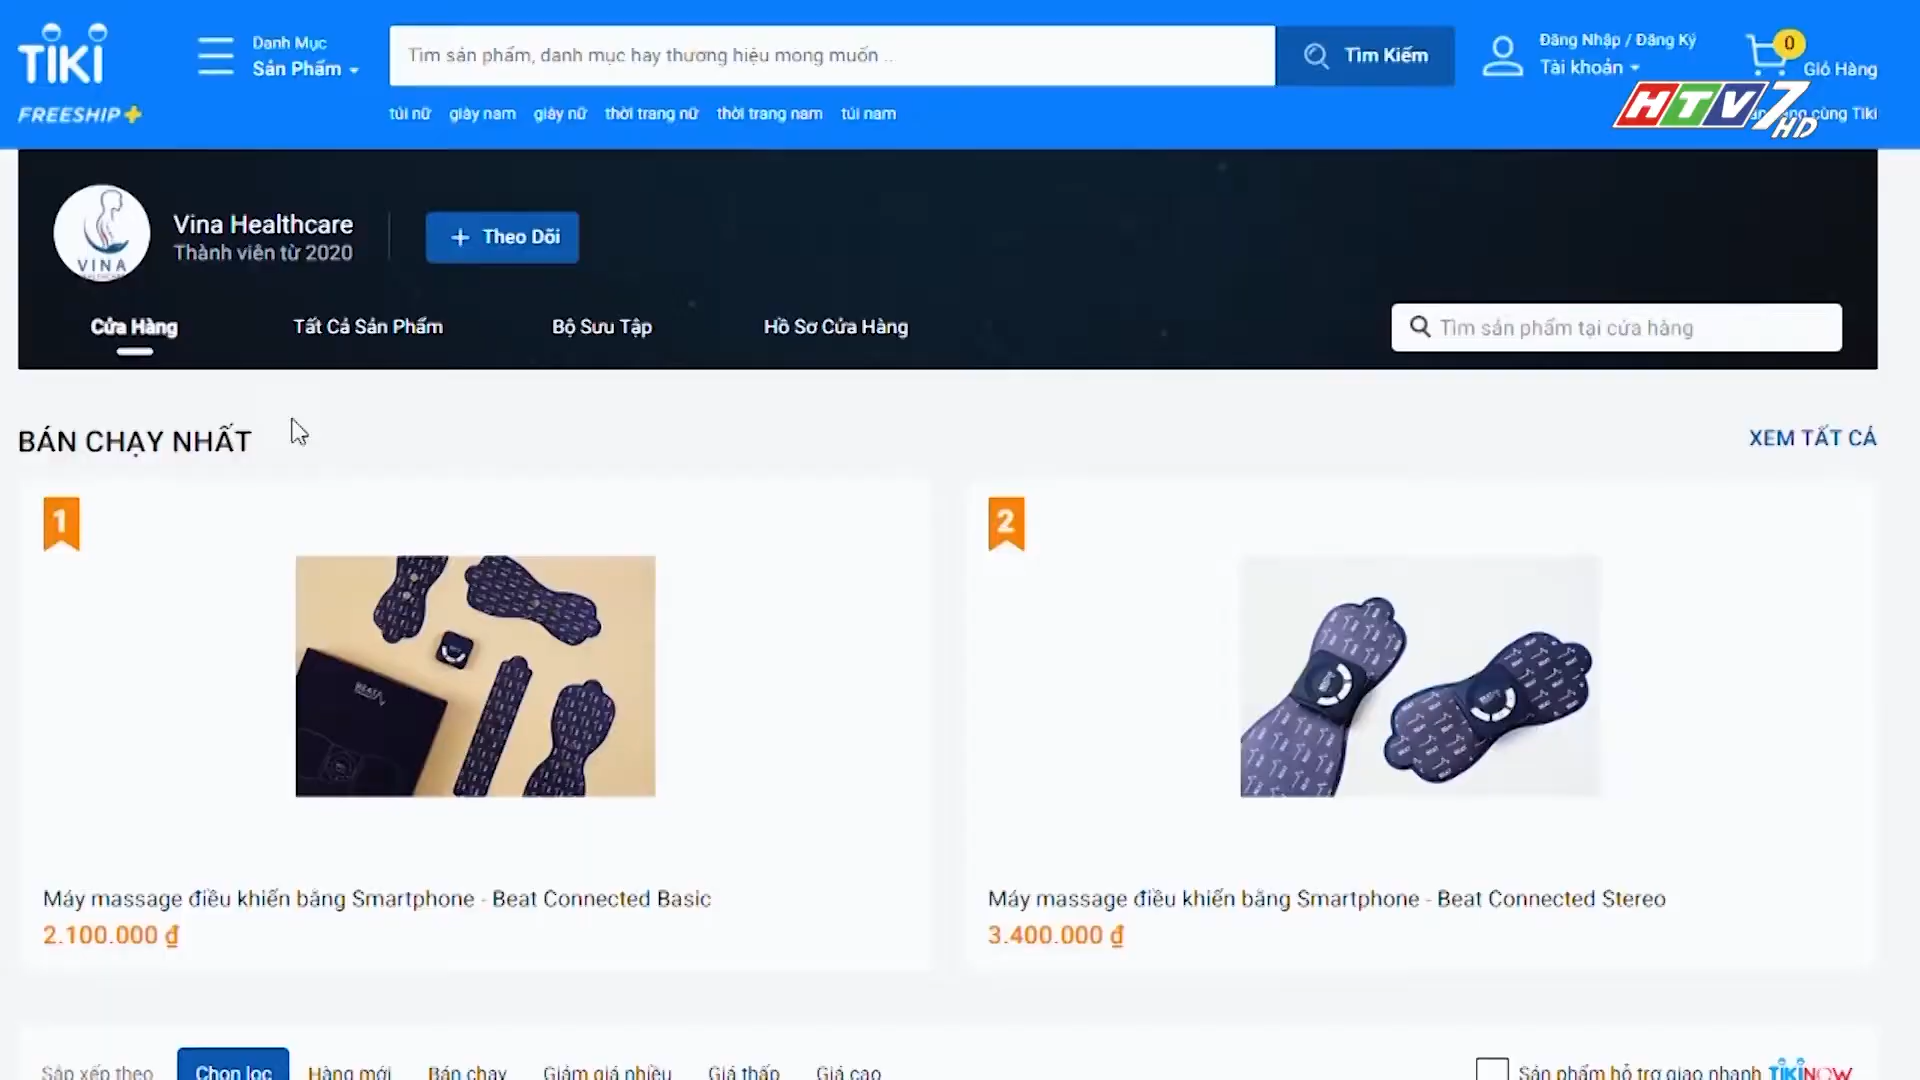 TIKI
Danh Mục
Sản Phẩm
Tìm sản phẩm, danh mục hay thương hiệu mong muốn ...
Tìm Kiếm
Đăng Nhập / Đăng Ký
Tài khoản
0
Giỏ Hàng
FREESHIP+
túi nữ giày nam giày nữ thời trang nữ thời trang nam túi nam
HTV7 HD
cùng Tiki
VINA
Vina Healthcare
Thành viên từ 2020
+ Theo Dõi
Cửa Hàng Tất Cả Sản Phẩm Bộ Sưu Tập Hồ Sơ Cửa Hàng
Tìm sản phẩm tại cửa hàng
BÁN CHẠY NHẤT
XEM TẤT CẢ
1
2
BEAT
Máy massage điều khiển bằng Smartphone - Beat Connected Basic
2.100.000 ₫
Máy massage điều khiển bằng Smartphone - Beat Connected Stereo
3.400.000 ₫
Sắp xếp theo Chọn lọc Hàng mới Bán chạy Giảm giá nhiều Giá thấp Giá cao
Sản phẩm hỗ trợ giao nhanh TIKINOW